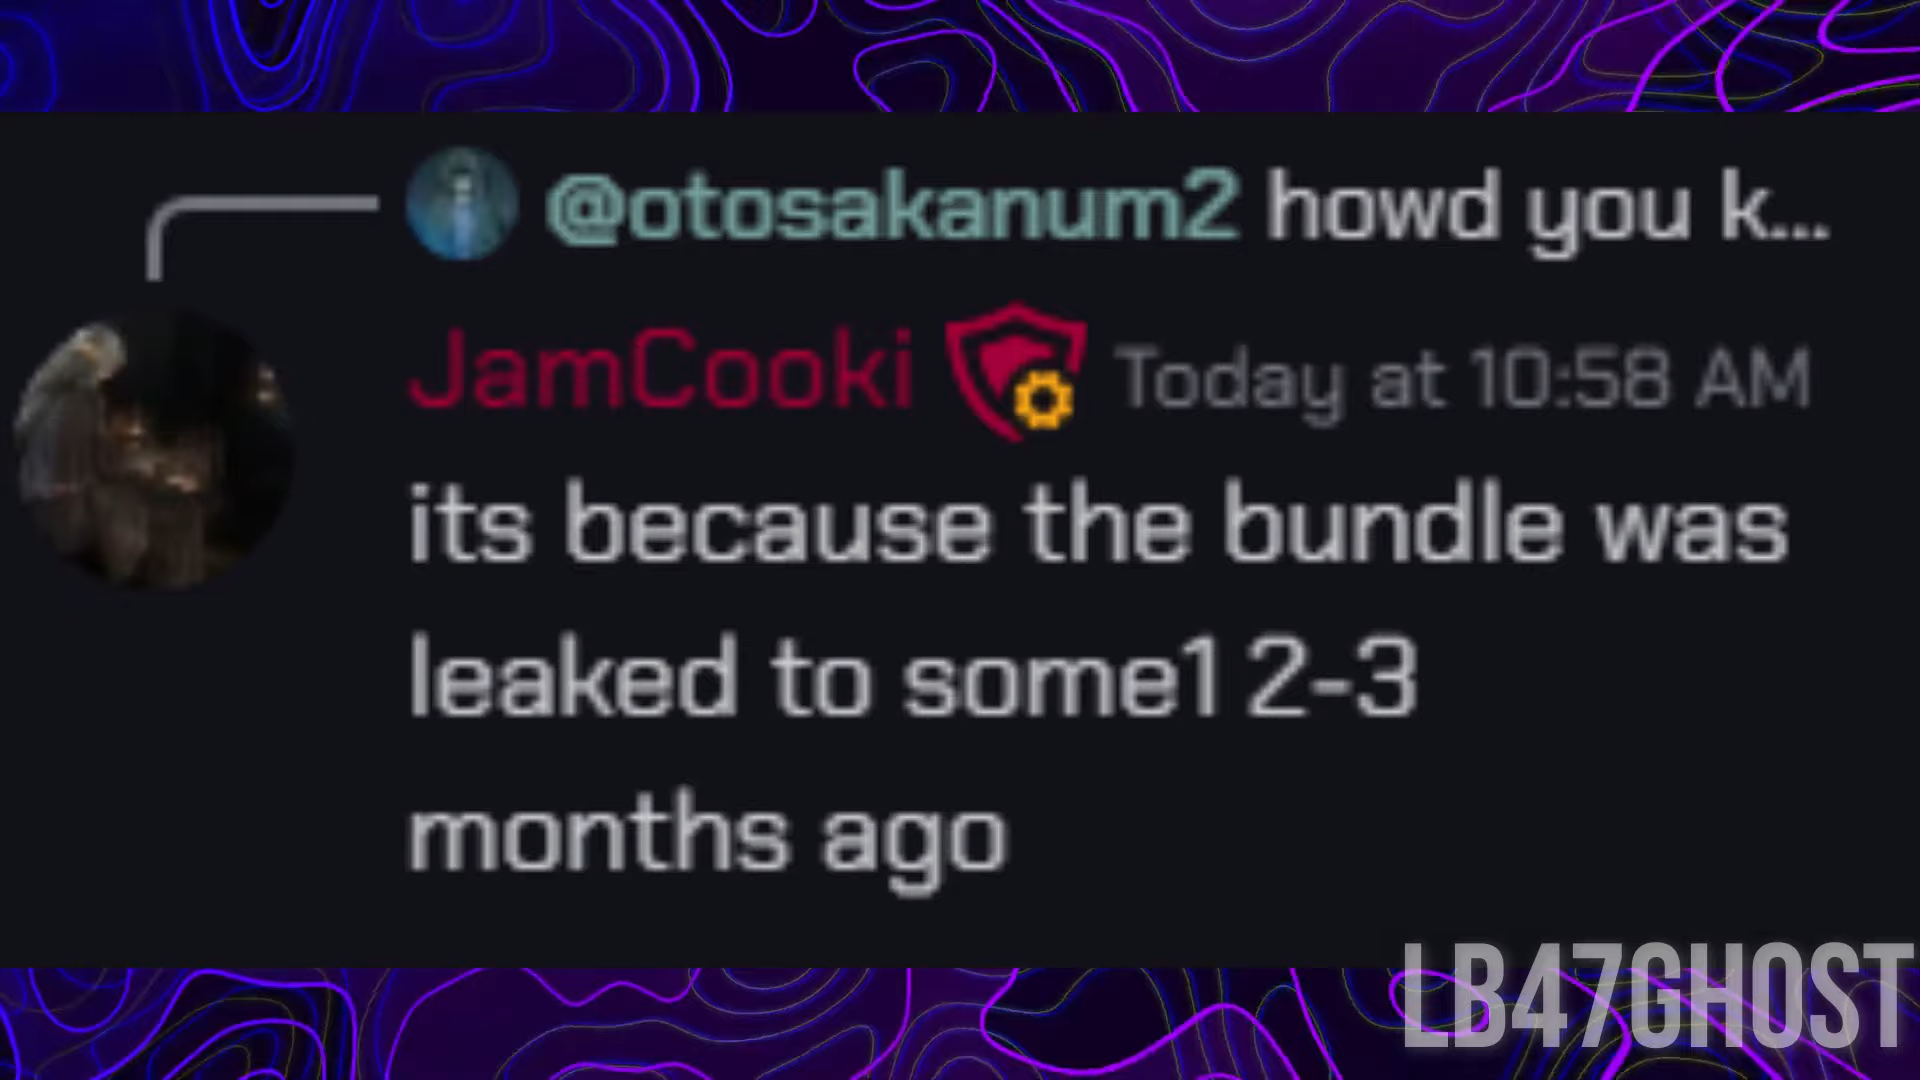 @otosakanum2 howd you k...
JamCooki Today at 10:58 AM
its because the bundle was
leaked to some1 2-3
months ago
LB47GHOST